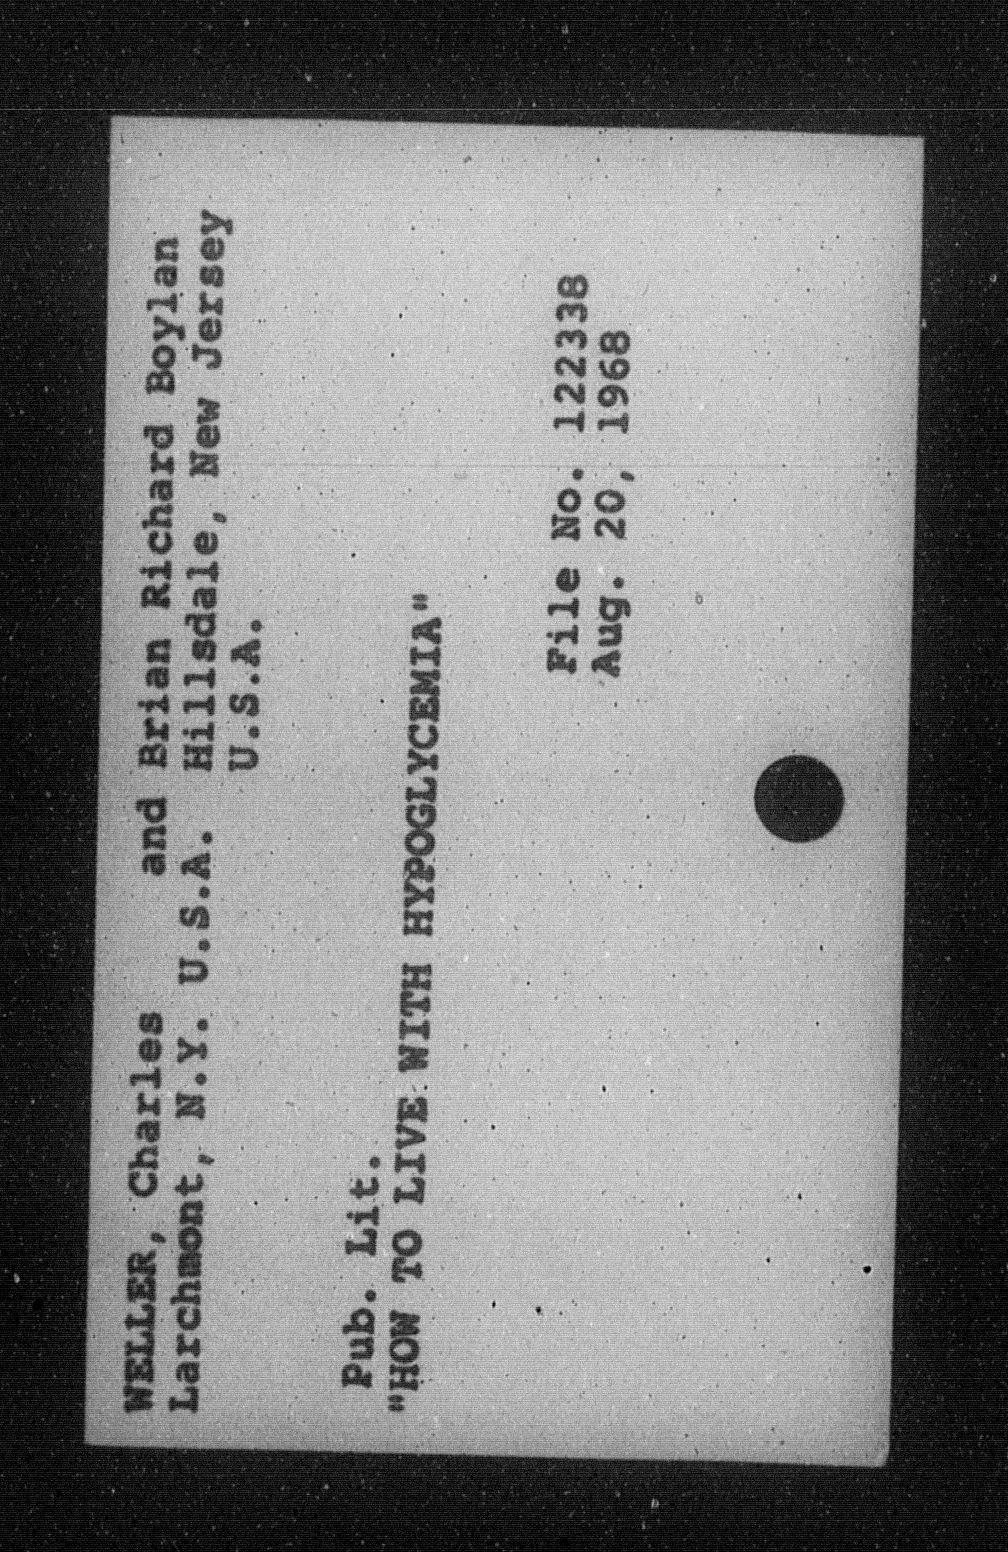 WELLER, Charles and Brian Richard Boylan
Larchmont, N.Y. U.S.A. Hillsdale, New Jersey
U.S.A.
Pub. Lit.
"HOW TO LIVE WITH HYPOGLYCEMIA"
File No. 122338
Aug. 20, 1968